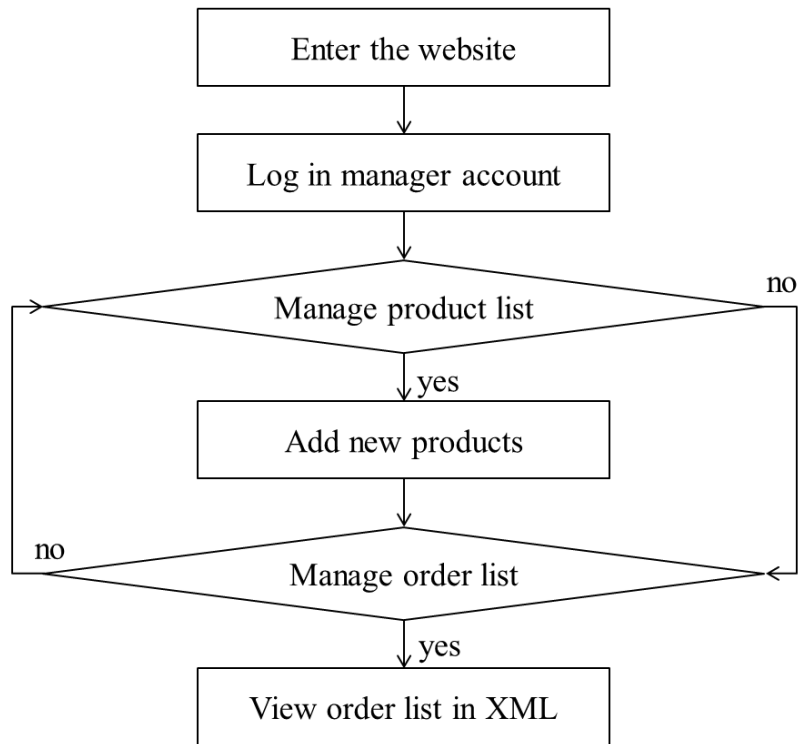 Enter the website
Log in manager account
Manage product list
no
yes
Add new products
no
Manage order list
yes
View order list in XML